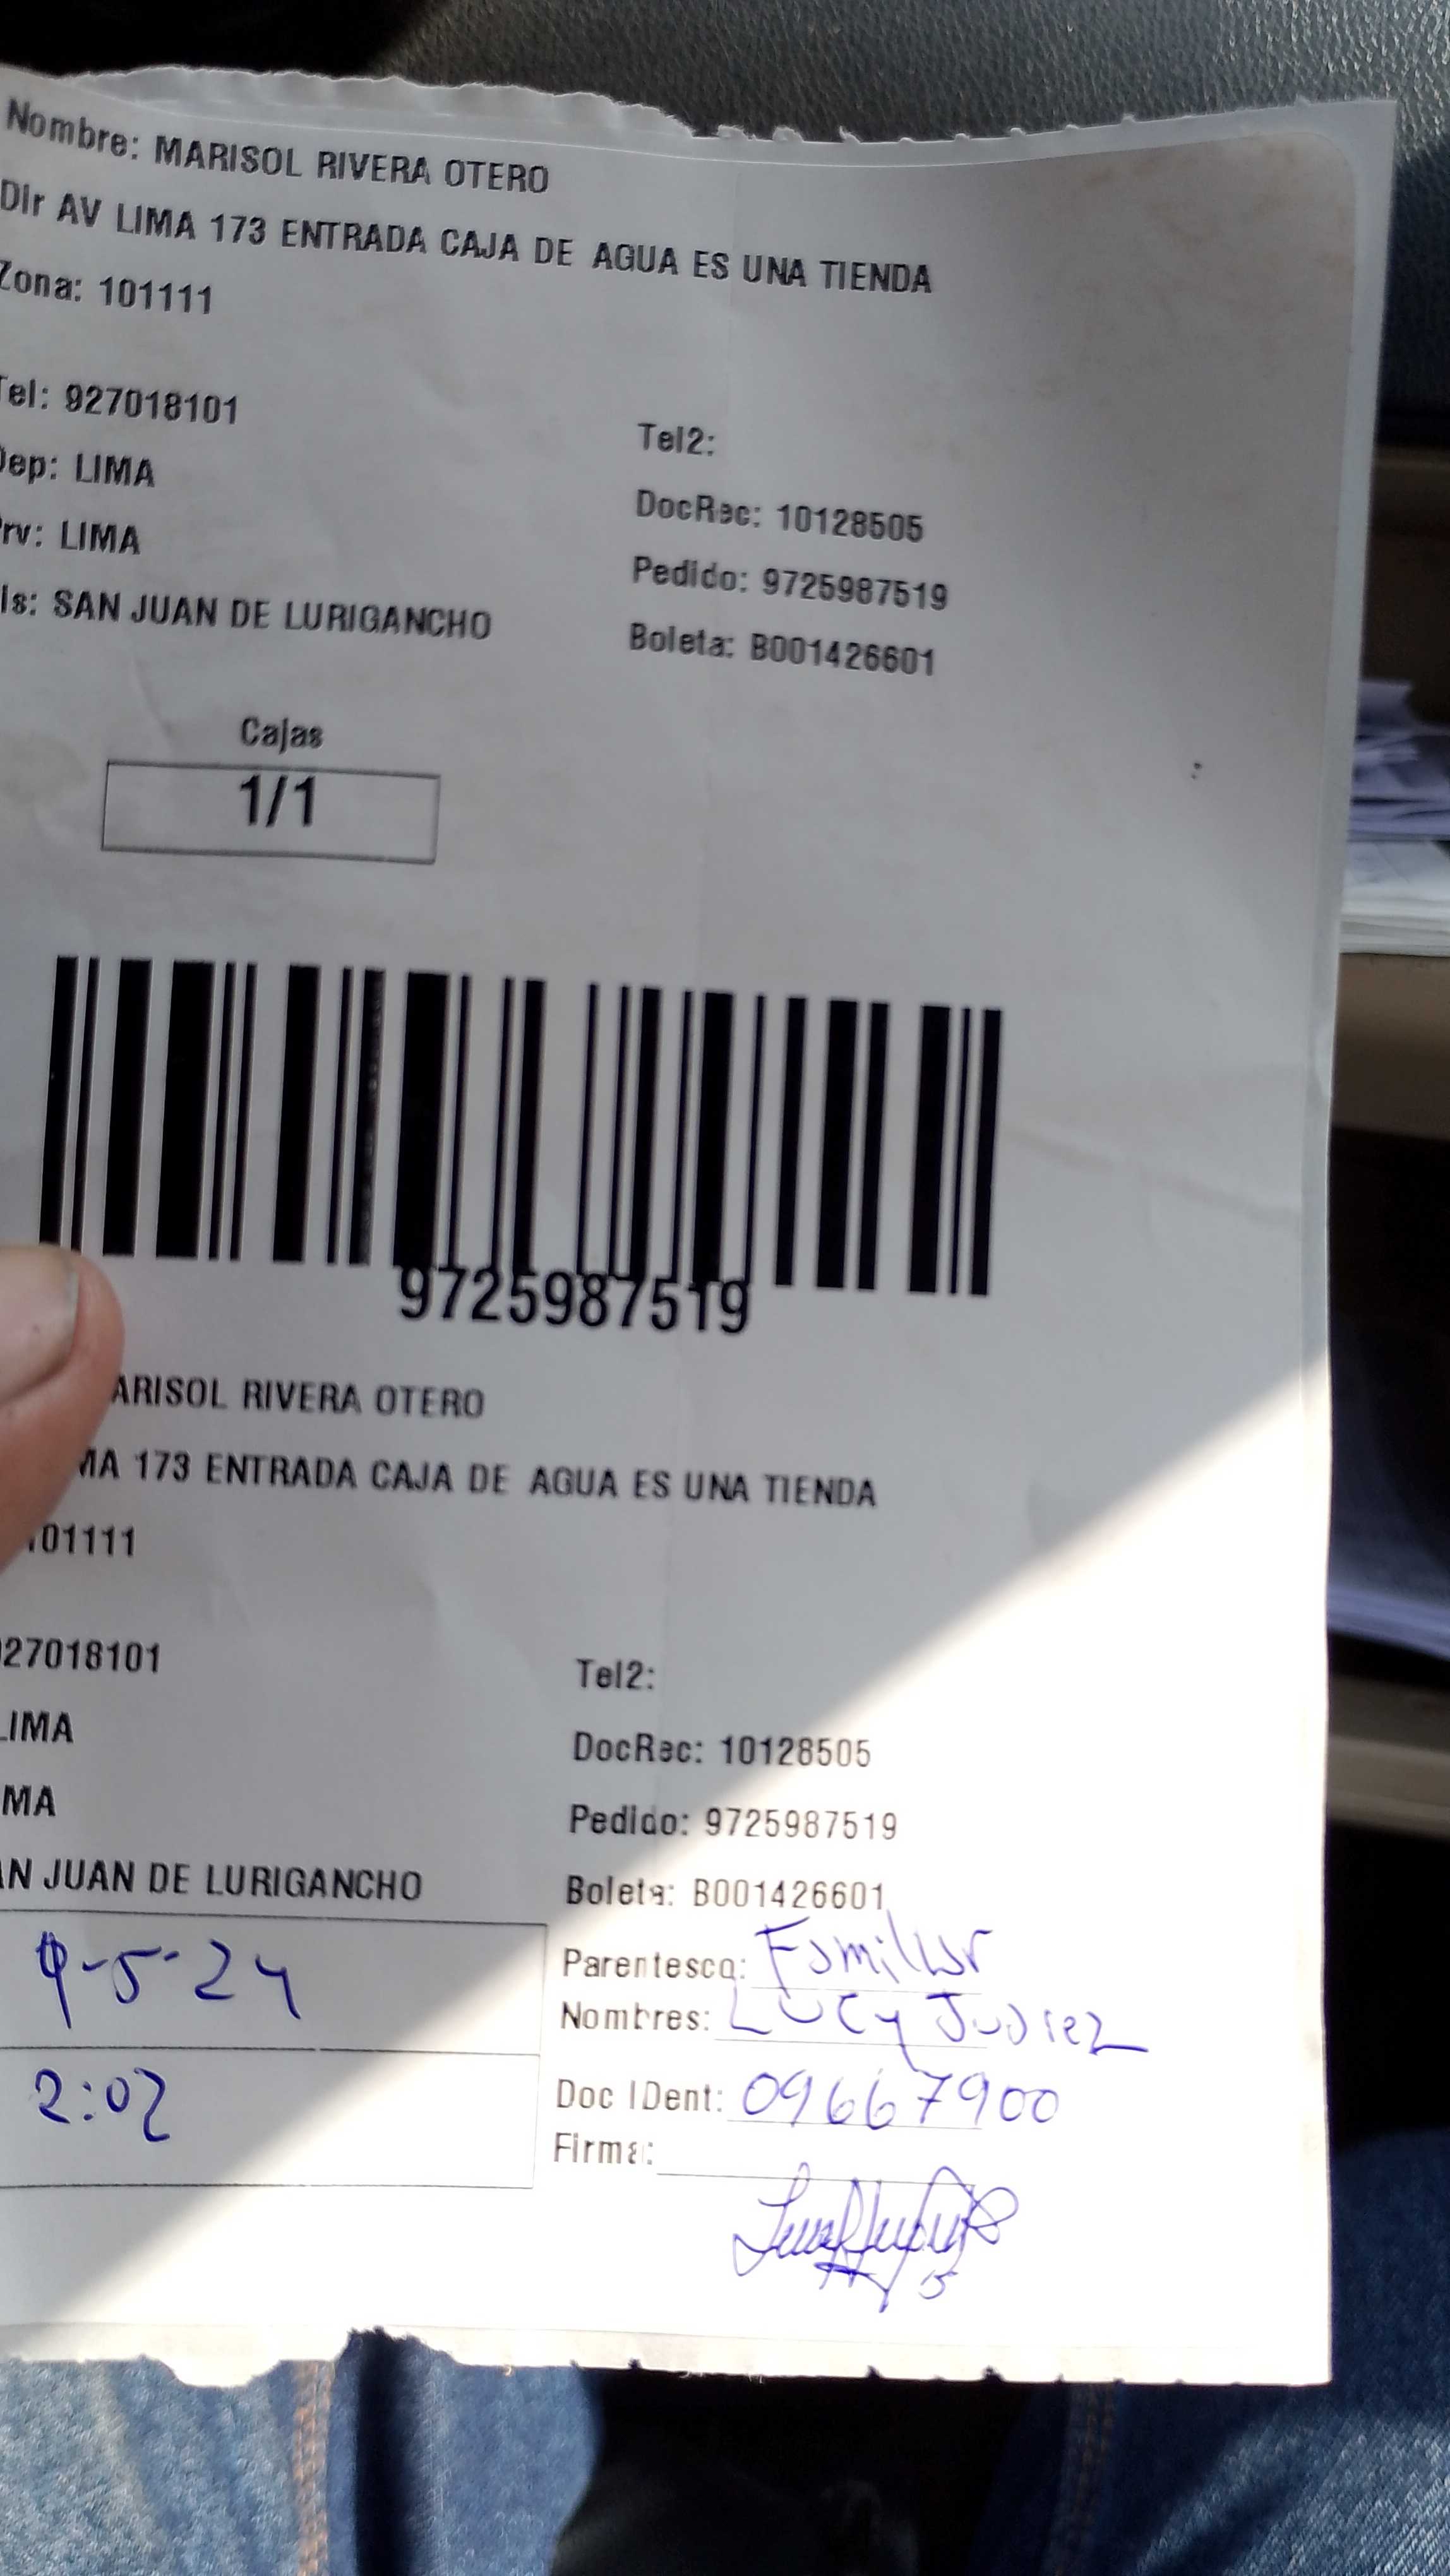 Nombre: MARISOL RIVERA OTERO
Dir AV LIMA 173 ENTRADA CAJA DE AGUA ES UNA TIENDA
Zona: 101111
Tel: 927018101
Tel2:
Dep: LIMA
DocRec: 10128505
rv: LIMA
Pedido: 9725987519
is: SAN JUAN DE LURIGANCHO
Boleta: B001426601
Cajas
1/1
9725987519
ARISOL RIVERA OTERO
MA 173 ENTRADA CAJA DE AGUA ES UNA TIENDA
101111
27018101
Tel2:
LIMA
DocRec: 10128505
MA
Pedido: 9725987519
AN JUAN DE LURIGANCHO
Boleta: B001426601
9-5-24
Parentesco: Familiar
Nombres: Lucy Juarez
2:02
Doc IDent: 09667900
Firma: